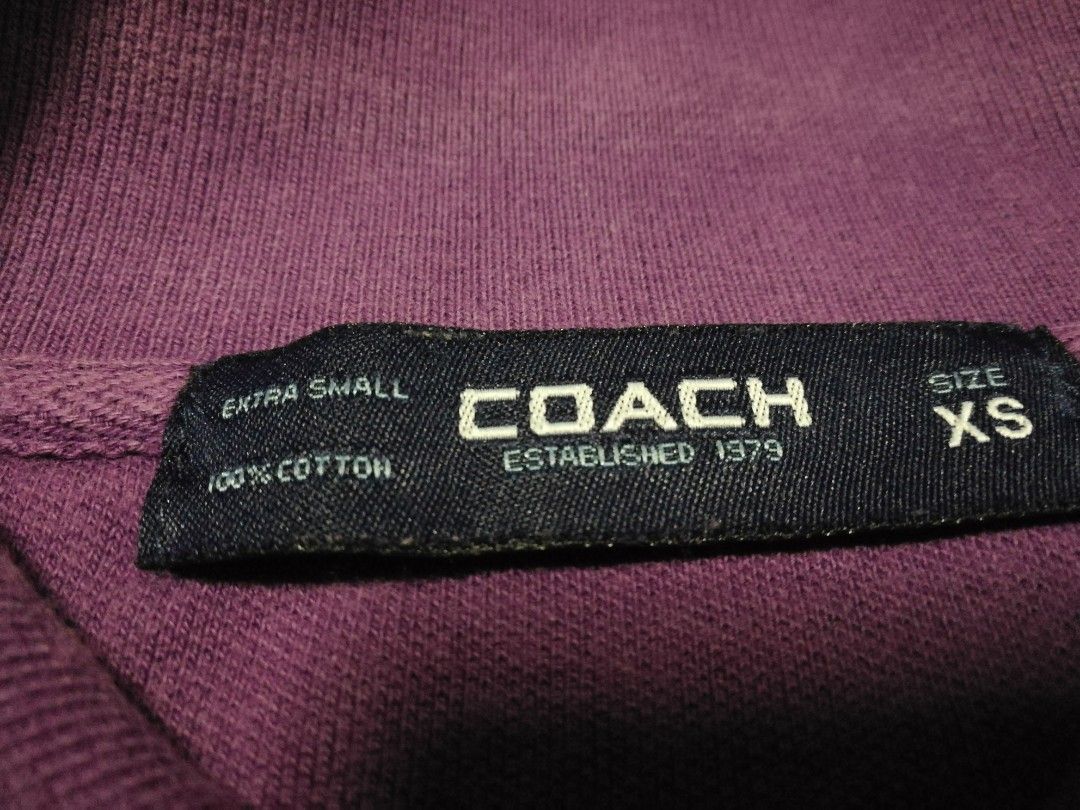 EXTRA SMALL
100% COTTON
COACH
ESTABLISHED 1979
SIZE
XS